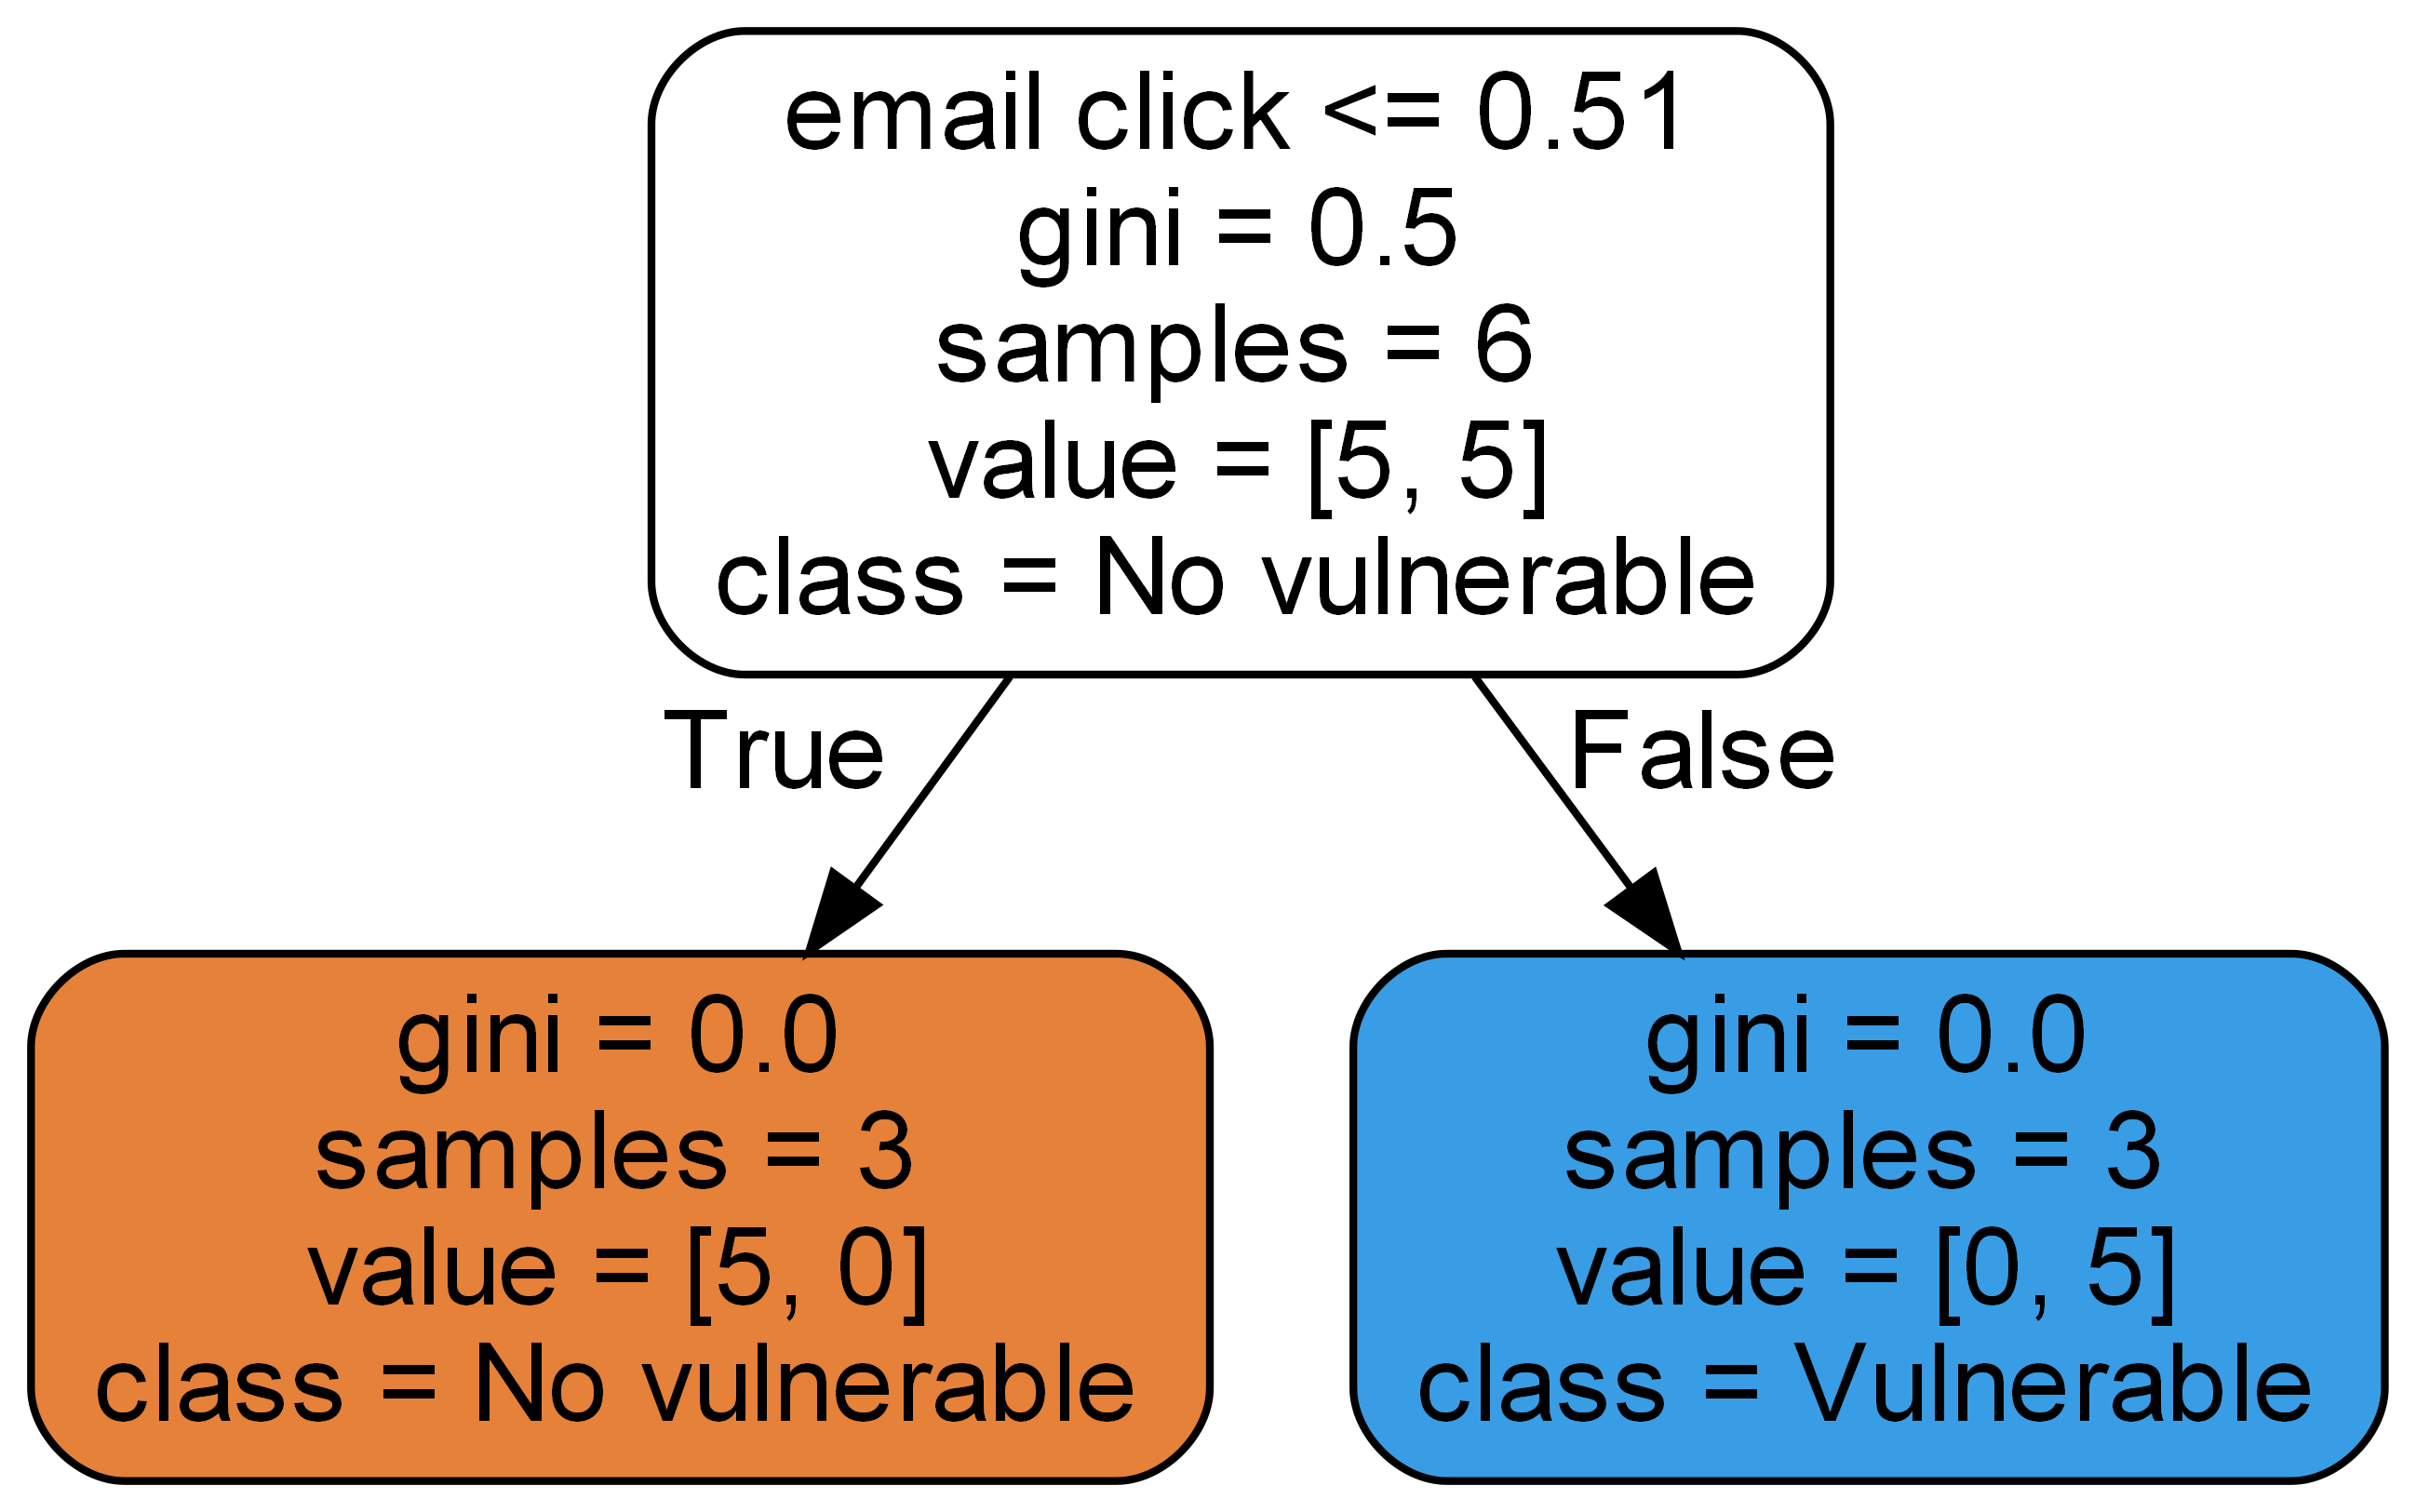 email click <= 0.51
gini = 0.5
samples = 6
value = [5, 5]
class = No vulnerable
True
False
gini = 0.0
samples = 3
value = [5, 0]
class = No vulnerable
gini = 0.0
samples = 3
value = [0, 5]
class = Vulnerable